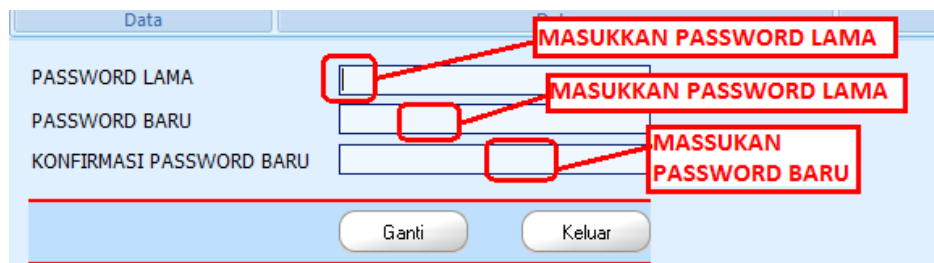 Data
MASUKKAN PASSWORD LAMA
PASSWORD LAMA
MASUKKAN PASSWORD LAMA
PASSWORD BARU
MASSUKAN
PASSWORD BARU
KONFIRMASI PASSWORD BARU
Ganti Keluar